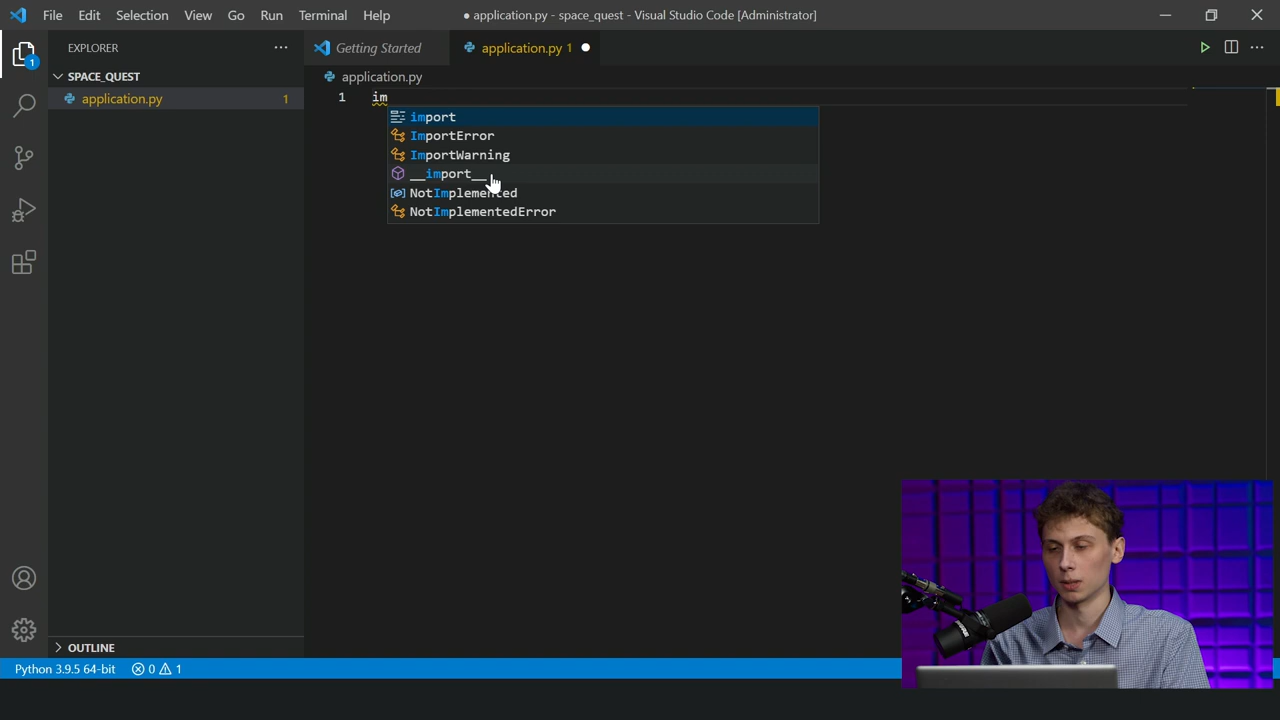 File Edit Selection View Go Run Terminal Help
● application.py - space_quest - Visual Studio Code [Administrator]
EXPLORER
Getting Started
application.py 1
SPACE_QUEST
application.py
application.py 1
1
im
import
ImportError
ImportWarning
__import__
NotImplemented
NotImplementedError
1
OUTLINE
Python 3.9.5 64-bit 0 1